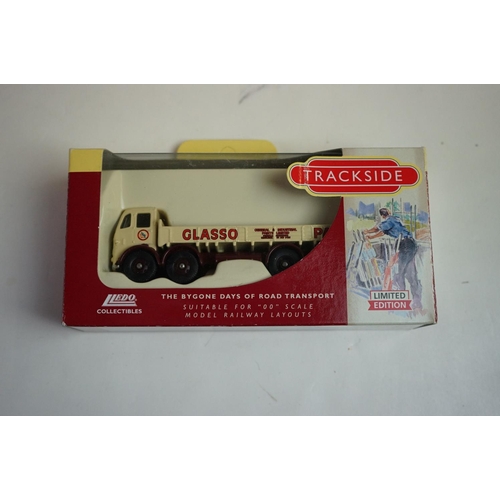 TRACKSIDE
GLASSO
P
LLEDO
COLLECTIBLES
THE BYGONE DAYS OF ROAD TRANSPORT
SUITABLE FOR "00" SCALE
MODEL RAILWAY LAYOUTS
LIMITED
EDITION